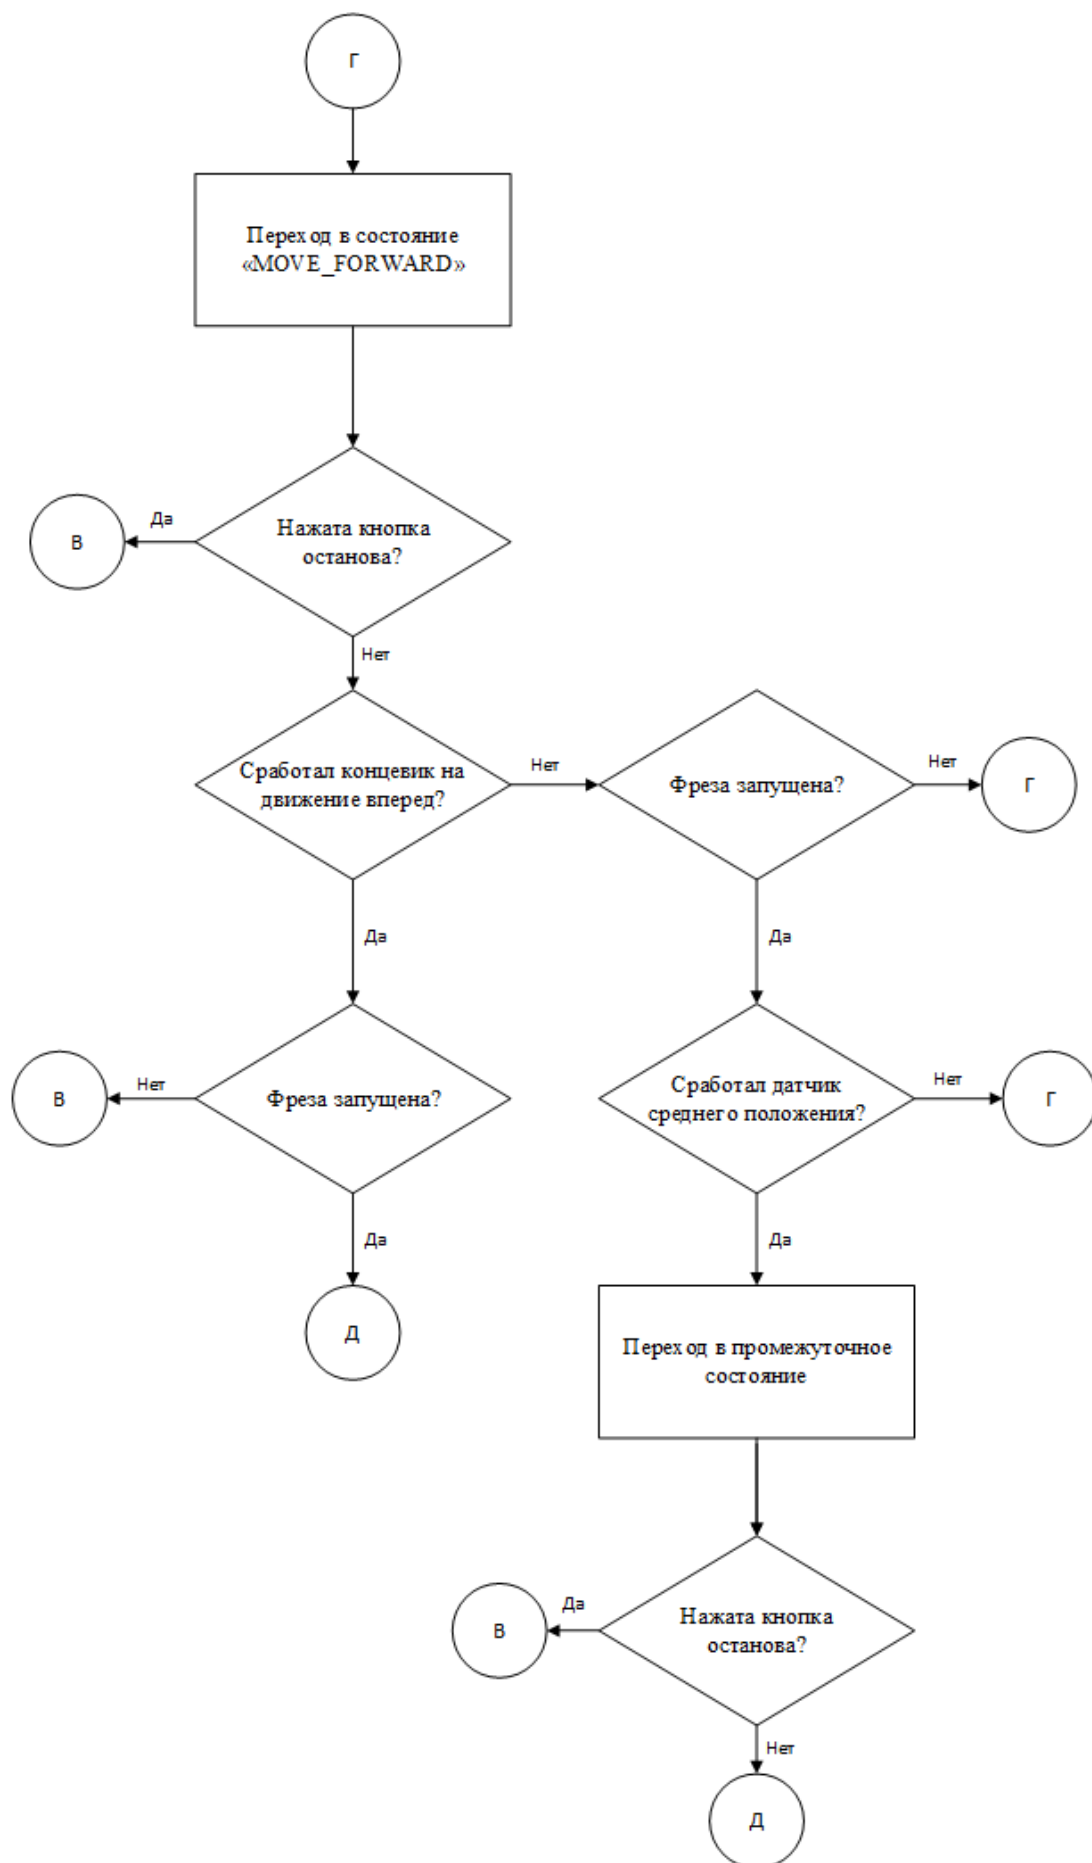 Г
Переход в состояние
«MOVE_FORWARD»
Нажата кнопка
останова?
Да
В
Нет
Сработал концевик на
движение вперед?
Нет
Фреза запущена?
Нет
Г
Да
Да
Фреза запущена?
Нет
В
Сработал датчик
среднего положения?
Нет
Г
Да
Д
Да
Переход в промежуточное
состояние
Нажата кнопка
останова?
Да
В
Нет
Д